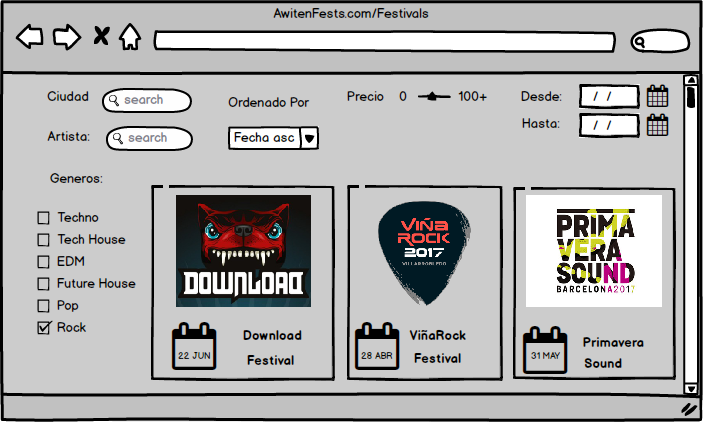 AwitenFests.com/Festivals
Ciudad
search
Ordenado Por
Precio 0 100+
Desde: / /
Artista:
search
Fecha asc
Hasta: / /
Generos:
Techno
Tech House
EDM
Future House
Pop
Rock
DOWNLOAD
22 JUN
Download
Festival
VIÑA
ROCK
2017
VILLARROBLEDO
28 ABR
ViñaRock
Festival
PRIMA
VERA
SOUND
BARCELONA2017
31 MAY
Primavera
Sound